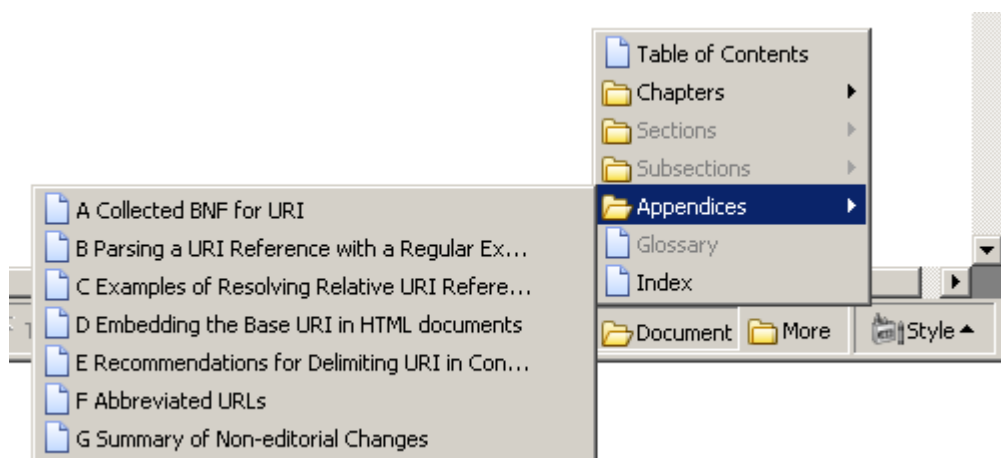 Table of Contents
Chapters
Sections
Subsections
Appendices
Glossary
Index
A Collected BNF for URI
B Parsing a URI Reference with a Regular Ex...
C Examples of Resolving Relative URI Refere...
D Embedding the Base URI in HTML documents
E Recommendations for Delimiting URI in Con...
F Abbreviated URLs
G Summary of Non-editorial Changes
Document
More
Style